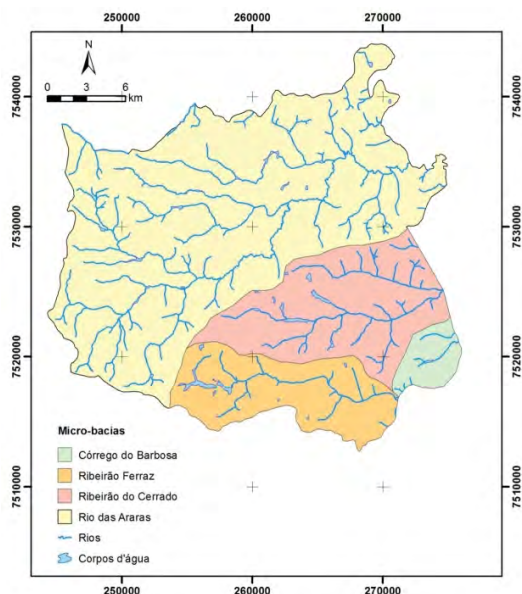 250000 260000 270000
N
0 3 6
km
7540000
7540000
7530000
7530000
7520000
7520000
7510000
7510000
Micro-bacias
Córrego do Barbosa
Ribeirão Ferraz
Ribeirão do Cerrado
Rio das Araras
Rios
Corpos d'água
250000 260000 270000